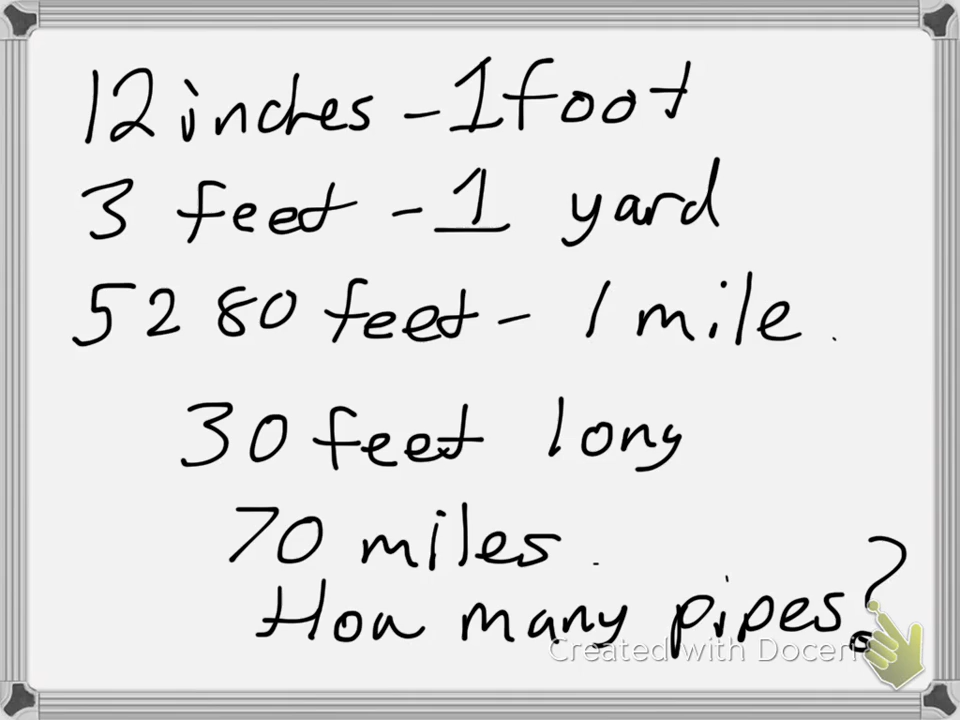 12 inches - 1 foot
3 feet - 1 yard
5280 feet - 1 mile.
30 feet long
70 miles.
How many pipes?
Created with Docer